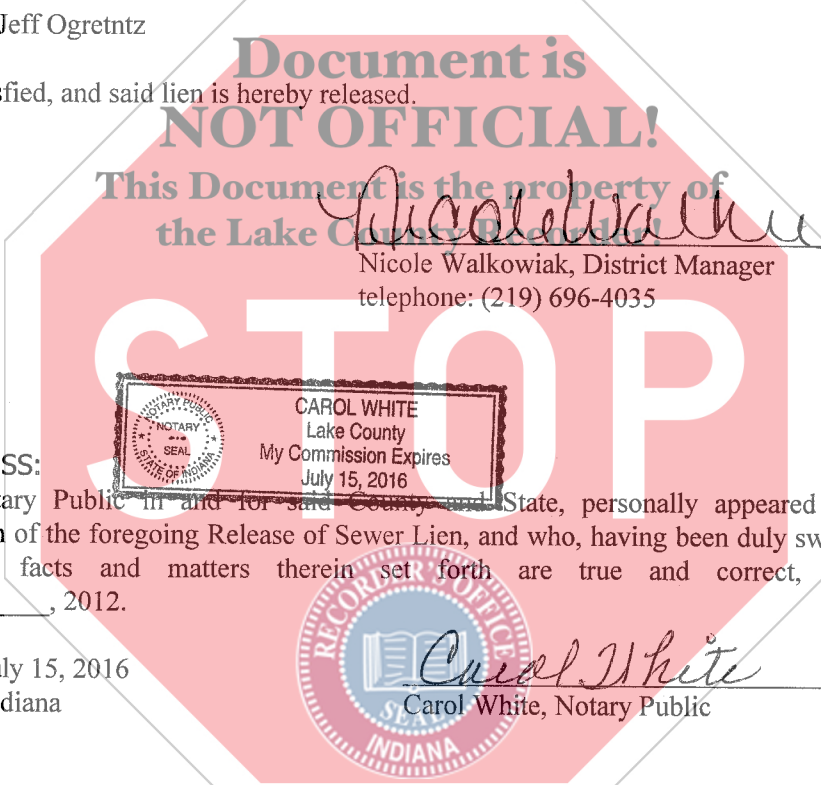 Jeff Ogretntz
Document is
sfied, and said lien is hereby released.
NOT OFFICIAL!
This Document is the property of
the Lake County Recorder!
Nicole Walkowiak
Nicole Walkowiak, District Manager
telephone: (219) 696-4035
STOP
NOTARY PUBLIC
NOTARY
SEAL
STATE OF INDIANA
CAROL WHITE
Lake County
My Commission Expires
July 15, 2016
SS:
tary Public in and for said County and State, personally appeared
n of the foregoing Release of Sewer Lien, and who, having been duly sw
facts and matters therein set forth are true and correct,
, 2012.
RECORDER'S OFFICE
SEAL
INDIANA
ly 15, 2016
diana
Carol White
Carol White, Notary Public